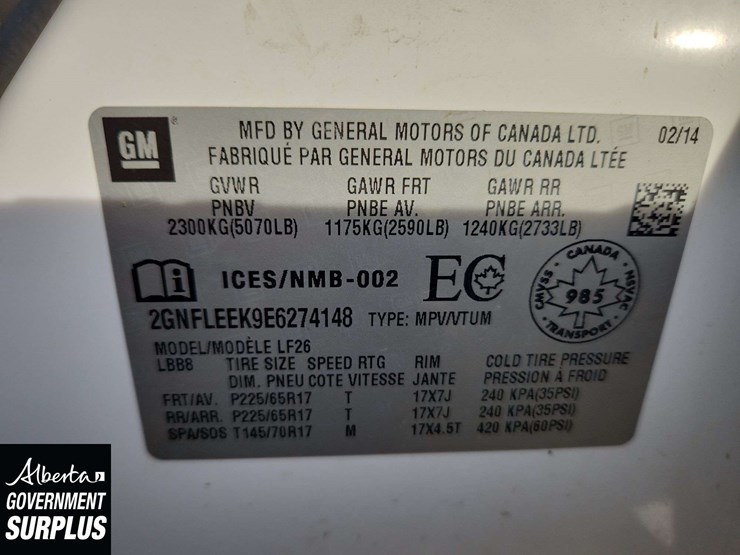 GM
MFD BY GENERAL MOTORS OF CANADA LTD. 02/14
FABRIQUÉ PAR GENERAL MOTORS DU CANADA LTÉE
GVWR GAWR FRT GAWR RR
PNBV PNBE AV. PNBE ARR.
2300KG(5070LB) 1175KG(2590LB) 1240KG(2733LB)
ICES/NMB-002 EC
CANADA
CMVSS 985 NSVAC
TRANSPORT
2GNFLEEK9E6274148 TYPE: MPV/VTUM
MODEL/MODÈLE LF26
LBB8 TIRE SIZE SPEED RTG RIM COLD TIRE PRESSURE
DIM. PNEU COTE VITESSE JANTE PRESSION À FROID
FRT/AV. P225/65R17 T 17X7J 240 KPA(35PSI)
RR/ARR. P225/65R17 T 17X7J 240 KPA(35PSI)
SPA/SOS T145/70R17 M 17X4.5T 420 KPA(60PSI)
Alberta
GOVERNMENT
SURPLUS